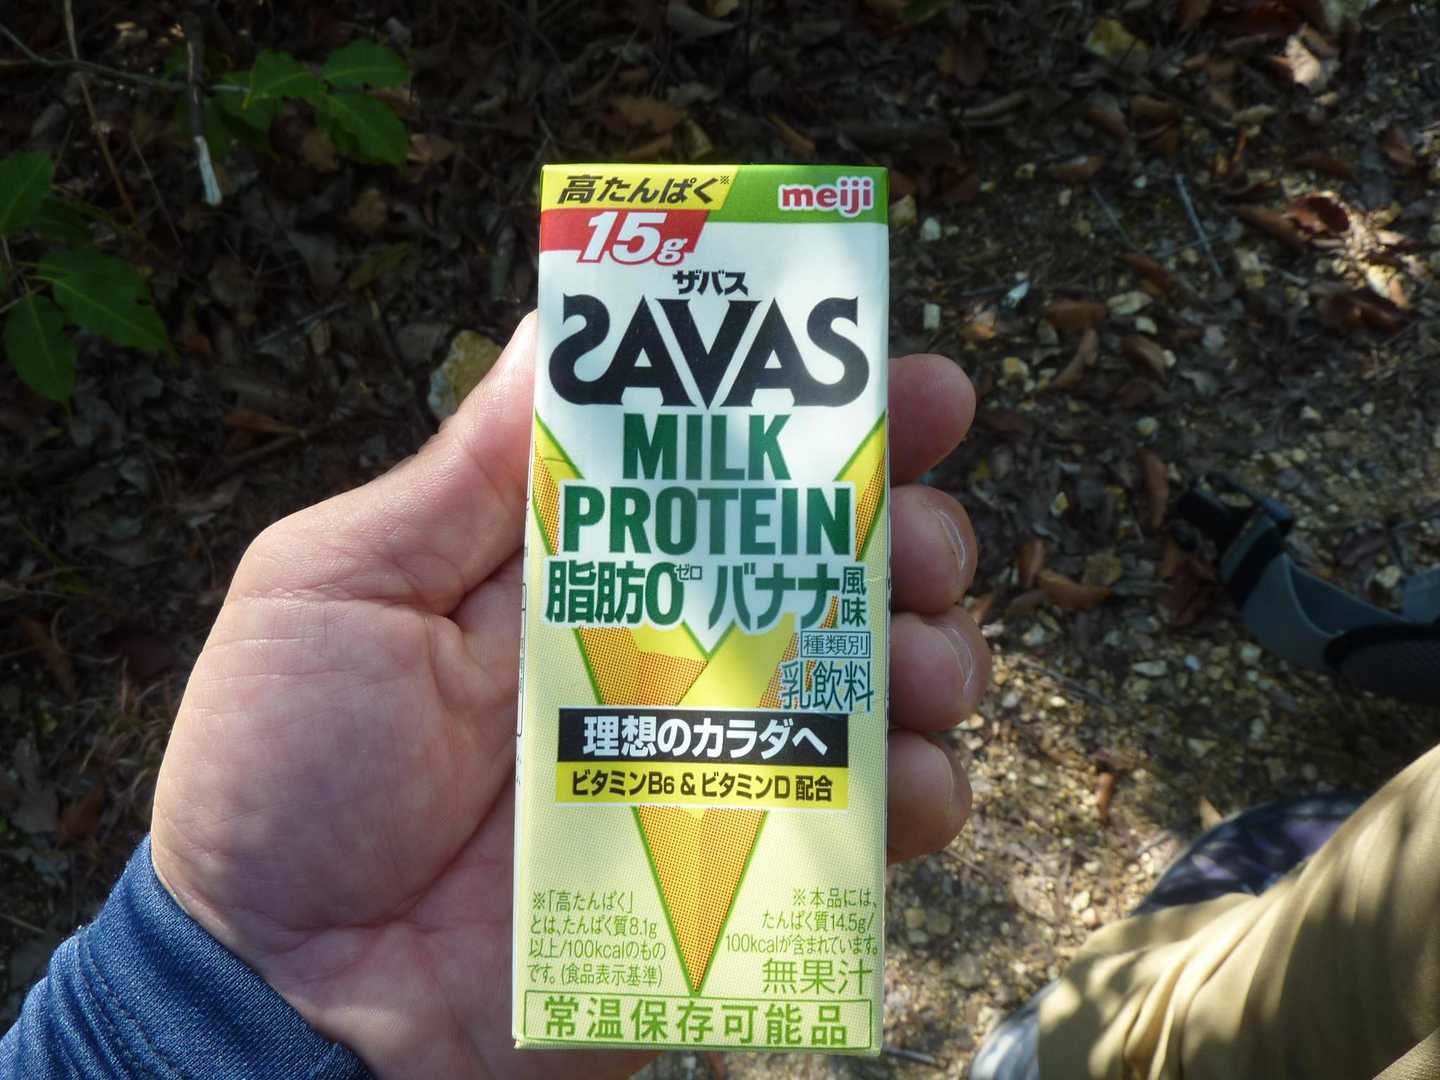 高たんぱく※
meiji
15g
ザバス
SAVAS
MILK
PROTEIN
脂肪0ゼロ バナナ風味
種類別
乳飲料
理想のカラダへ
ビタミンB6 & ビタミンD 配合
※「高たんぱく」
とは、たんぱく質8.1g
以上/100kcalのもの
です。(食品表示基準)
※本品には、
たんぱく質14.5g/
100kcalが含まれています。
無果汁
常温保存可能品